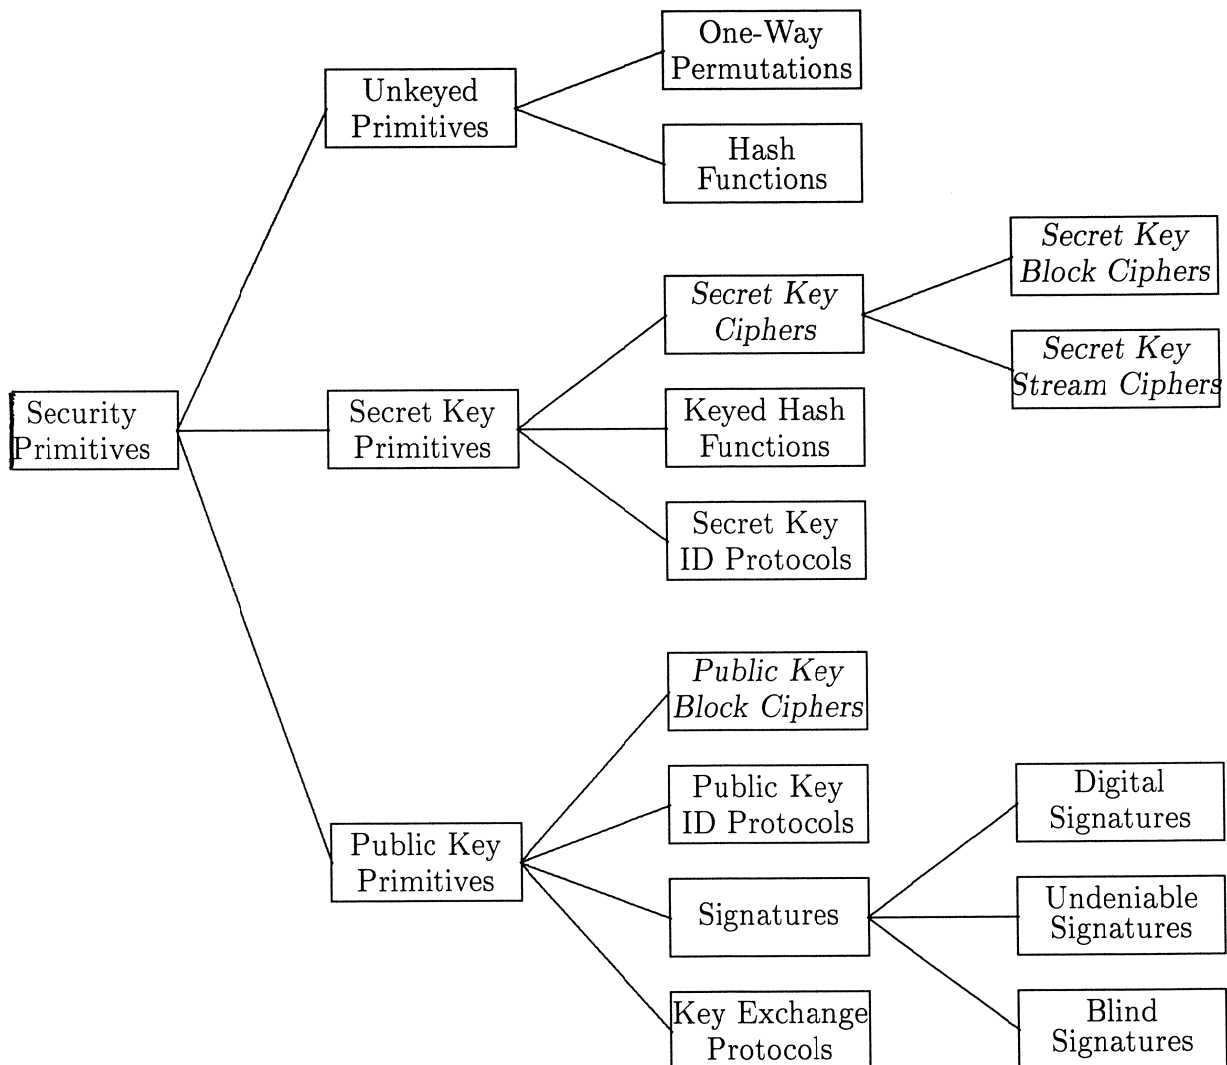 One-Way
Permutations
Unkeyed
Primitives
Hash
Functions
Secret Key
Block Ciphers
Secret Key
Ciphers
Secret Key
Stream Ciphers
Security
Primitives
Secret Key
Primitives
Keyed Hash
Functions
Secret Key
ID Protocols
Public Key
Block Ciphers
Public Key
ID Protocols
Digital
Signatures
Public Key
Primitives
Signatures
Undeniable
Signatures
Key Exchange
Protocols
Blind
Signatures